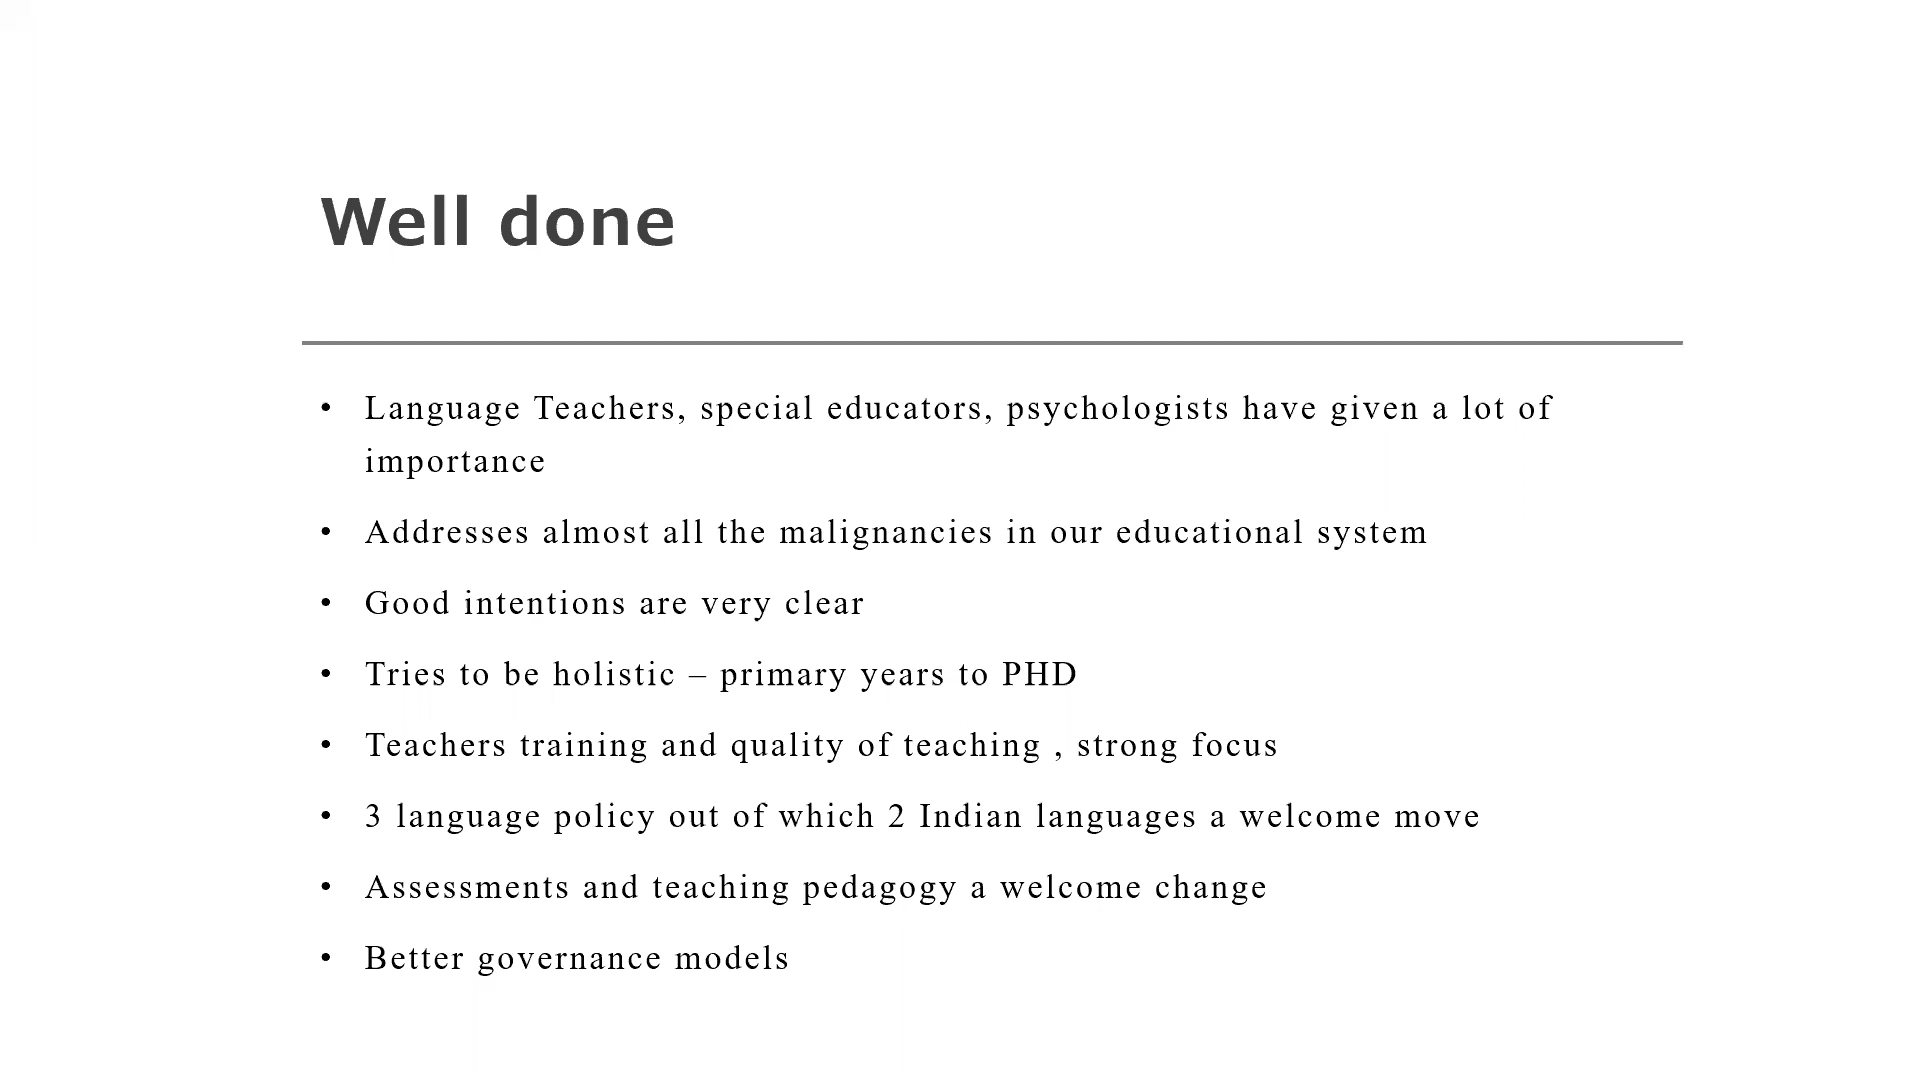 Well done
• Language Teachers, special educators, psychologists have given a lot of
importance
• Addresses almost all the malignancies in our educational system
• Good intentions are very clear
• Tries to be holistic – primary years to PHD
• Teachers training and quality of teaching , strong focus
• 3 language policy out of which 2 Indian languages a welcome move
• Assessments and teaching pedagogy a welcome change
• Better governance models